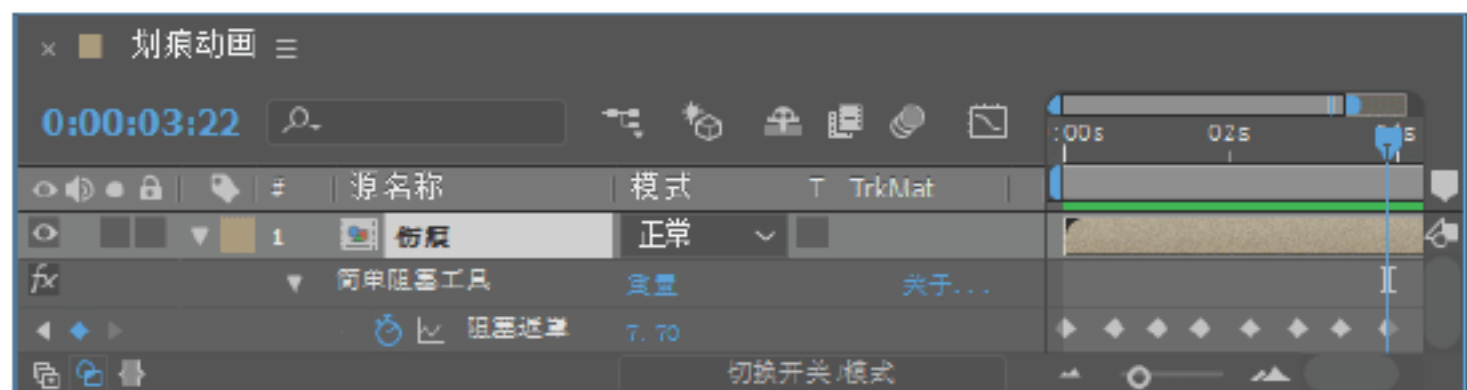 划痕动画
0:00:03:22
:00s 02s 04s
# 源名称 模式 T TrkMat
1 伤痕 正常
fx 简单阻塞工具 重置 关于...
阻塞遮罩 7.70
切换开关/模式